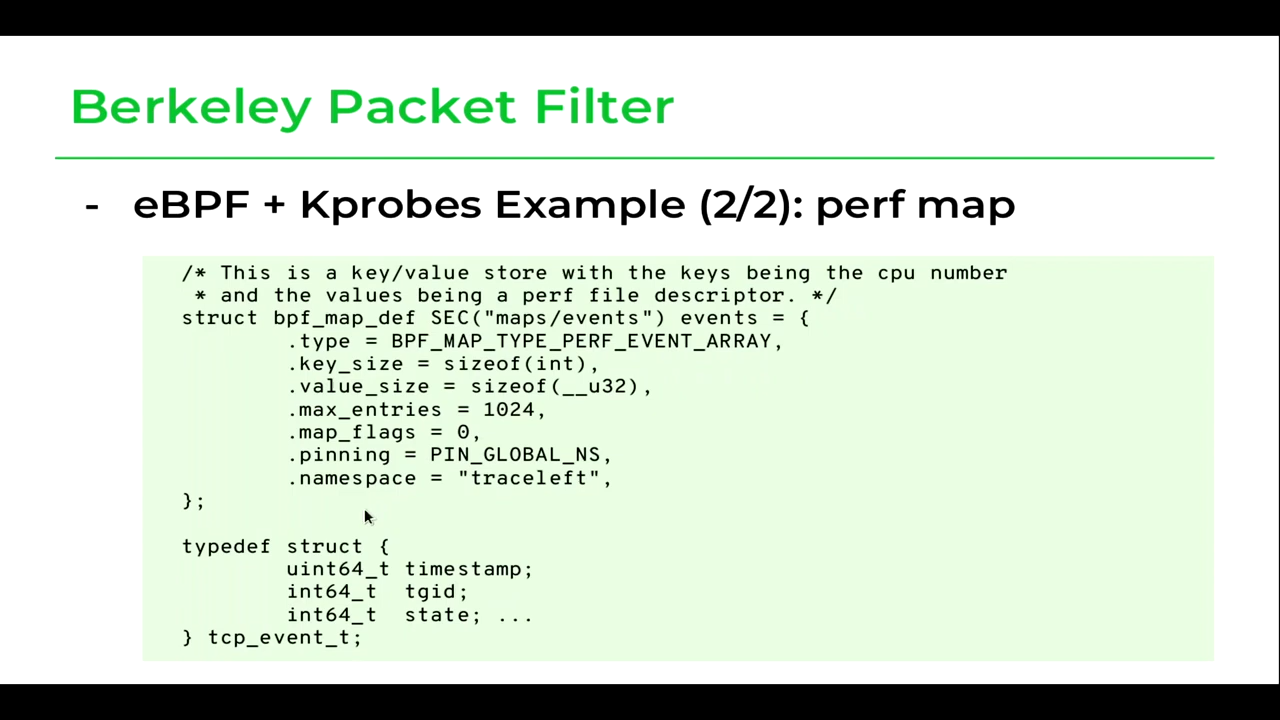 Berkeley Packet Filter
- eBPF + Kprobes Example (2/2): perf map
/* This is a key/value store with the keys being the cpu number
 * and the values being a perf file descriptor. */
struct bpf_map_def SEC("maps/events") events = {
        .type = BPF_MAP_TYPE_PERF_EVENT_ARRAY,
        .key_size = sizeof(int),
        .value_size = sizeof(__u32),
        .max_entries = 1024,
        .map_flags = 0,
        .pinning = PIN_GLOBAL_NS,
        .namespace = "traceleft",
};
typedef struct {
        uint64_t timestamp;
        int64_t  tgid;
        int64_t  state; ...
} tcp_event_t;